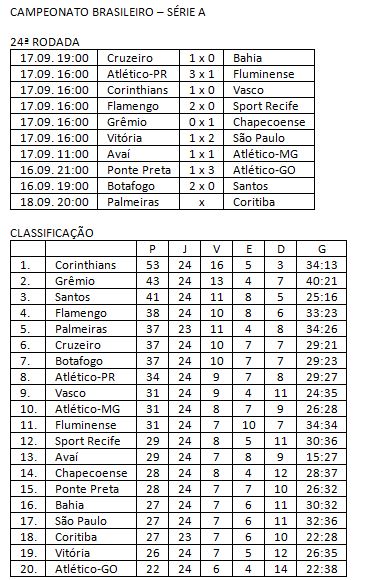 CAMPEONATO BRASILEIRO – SÉRIE A
24ª RODADA
17.09. 19:00 Cruzeiro 1 x 0 Bahia
17.09. 16:00 Atlético-PR 3 x 1 Fluminense
17.09. 16:00 Corinthians 1 x 0 Vasco
17.09. 16:00 Flamengo 2 x 0 Sport Recife
17.09. 16:00 Grêmio 0 x 1 Chapecoense
17.09. 16:00 Vitória 1 x 2 São Paulo
17.09. 11:00 Avaí 1 x 1 Atlético-MG
16.09. 21:00 Ponte Preta 1 x 3 Atlético-GO
16.09. 19:00 Botafogo 2 x 0 Santos
18.09. 20:00 Palmeiras x Coritiba
CLASSIFICAÇÃO
P J V E D G
1. Corinthians 53 24 16 5 3 34:13
2. Grêmio 43 24 13 4 7 40:21
3. Santos 41 24 11 8 5 25:16
4. Flamengo 38 24 10 8 6 33:23
5. Palmeiras 37 23 11 4 8 34:26
6. Cruzeiro 37 24 10 7 7 29:21
7. Botafogo 37 24 10 7 7 29:23
8. Atlético-PR 34 24 9 7 8 29:27
9. Vasco 31 24 9 4 11 24:35
10. Atlético-MG 31 24 8 7 9 26:28
11. Fluminense 31 24 7 10 7 34:34
12. Sport Recife 29 24 8 5 11 30:36
13. Avaí 29 24 7 8 9 15:27
14. Chapecoense 28 24 8 4 12 28:37
15. Ponte Preta 28 24 7 7 10 26:32
16. Bahia 27 24 7 6 11 30:32
17. São Paulo 27 24 7 6 11 32:36
18. Coritiba 27 23 7 6 10 22:28
19. Vitória 26 24 7 5 12 26:35
20. Atlético-GO 22 24 6 4 14 22:38